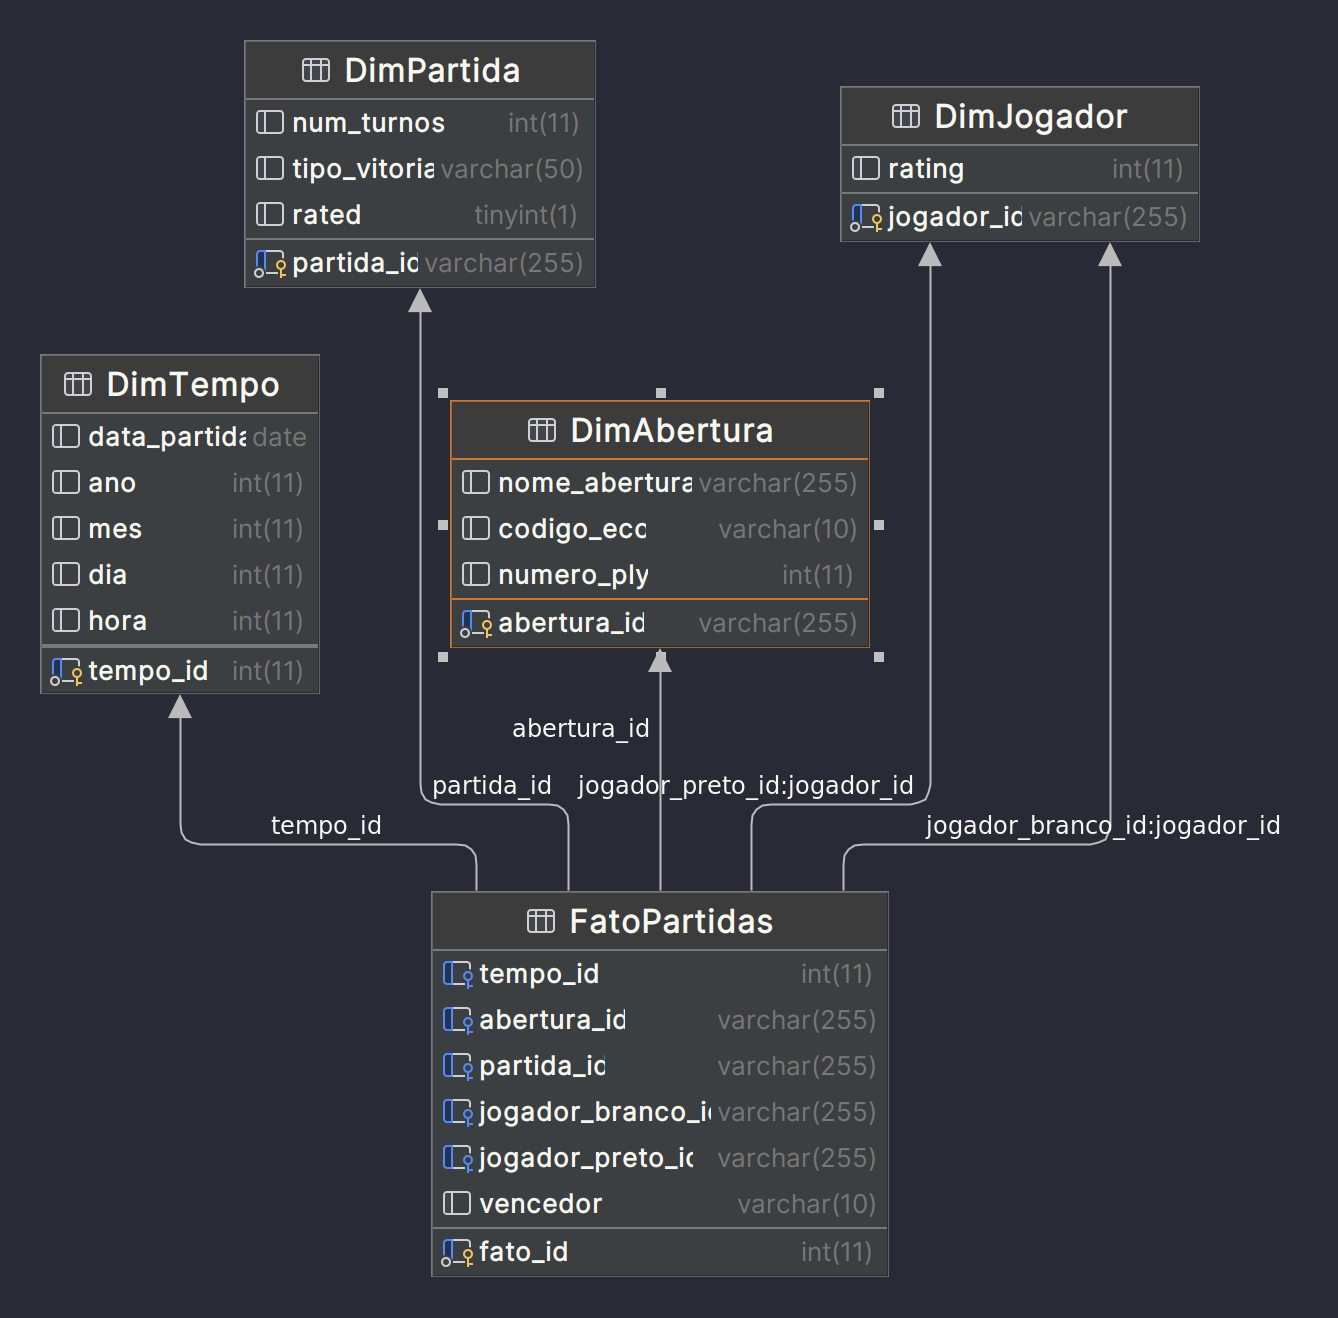 DimPartida
num_turnos int(11)
tipo_vitoria varchar(50)
rated tinyint(1)
partida_id varchar(255)
DimJogador
rating int(11)
jogador_id varchar(255)
DimTempo
data_partida date
ano int(11)
mes int(11)
dia int(11)
hora int(11)
tempo_id int(11)
DimAbertura
nome_abertura varchar(255)
codigo_eco varchar(10)
numero_ply int(11)
abertura_id varchar(255)
abertura_id
partida_id
jogador_preto_id:jogador_id
tempo_id
jogador_branco_id:jogador_id
FatoPartidas
tempo_id int(11)
abertura_id varchar(255)
partida_id varchar(255)
jogador_branco_id varchar(255)
jogador_preto_id varchar(255)
vencedor varchar(10)
fato_id int(11)